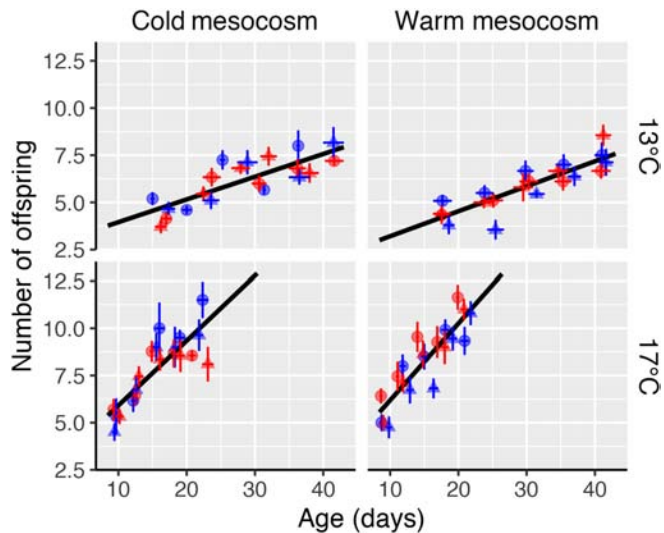 Cold mesocosm
Warm mesocosm
Number of offspring
12.5
10.0
7.5
5.0
2.5
13°C
12.5
10.0
7.5
5.0
2.5
17°C
10 20 30 40
10 20 30 40
Age (days)